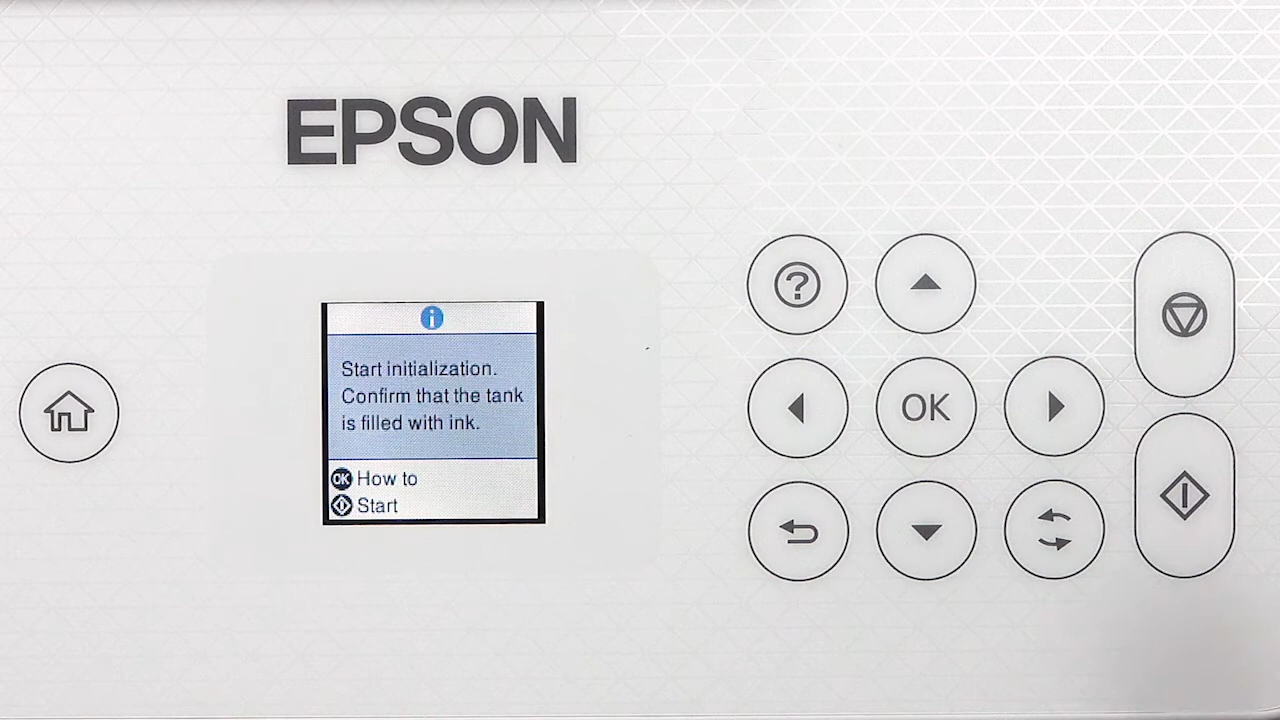 EPSON
i
Start initialization.
Confirm that the tank
is filled with ink.
OK How to
Start
?
OK